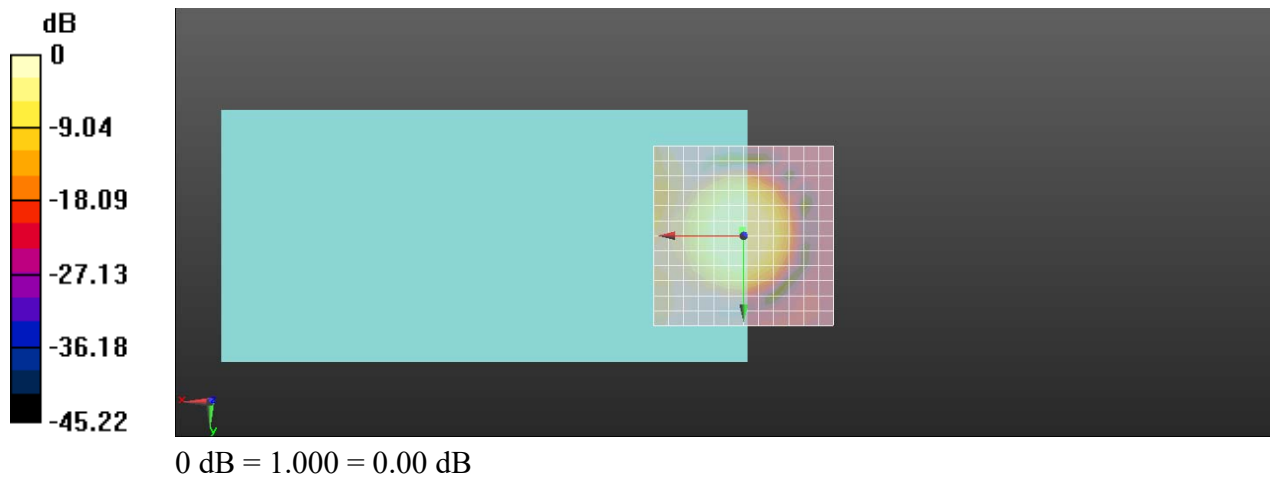 dB
0
-9.04
-18.09
-27.13
-36.18
-45.22
x
y
0 dB = 1.000 = 0.00 dB